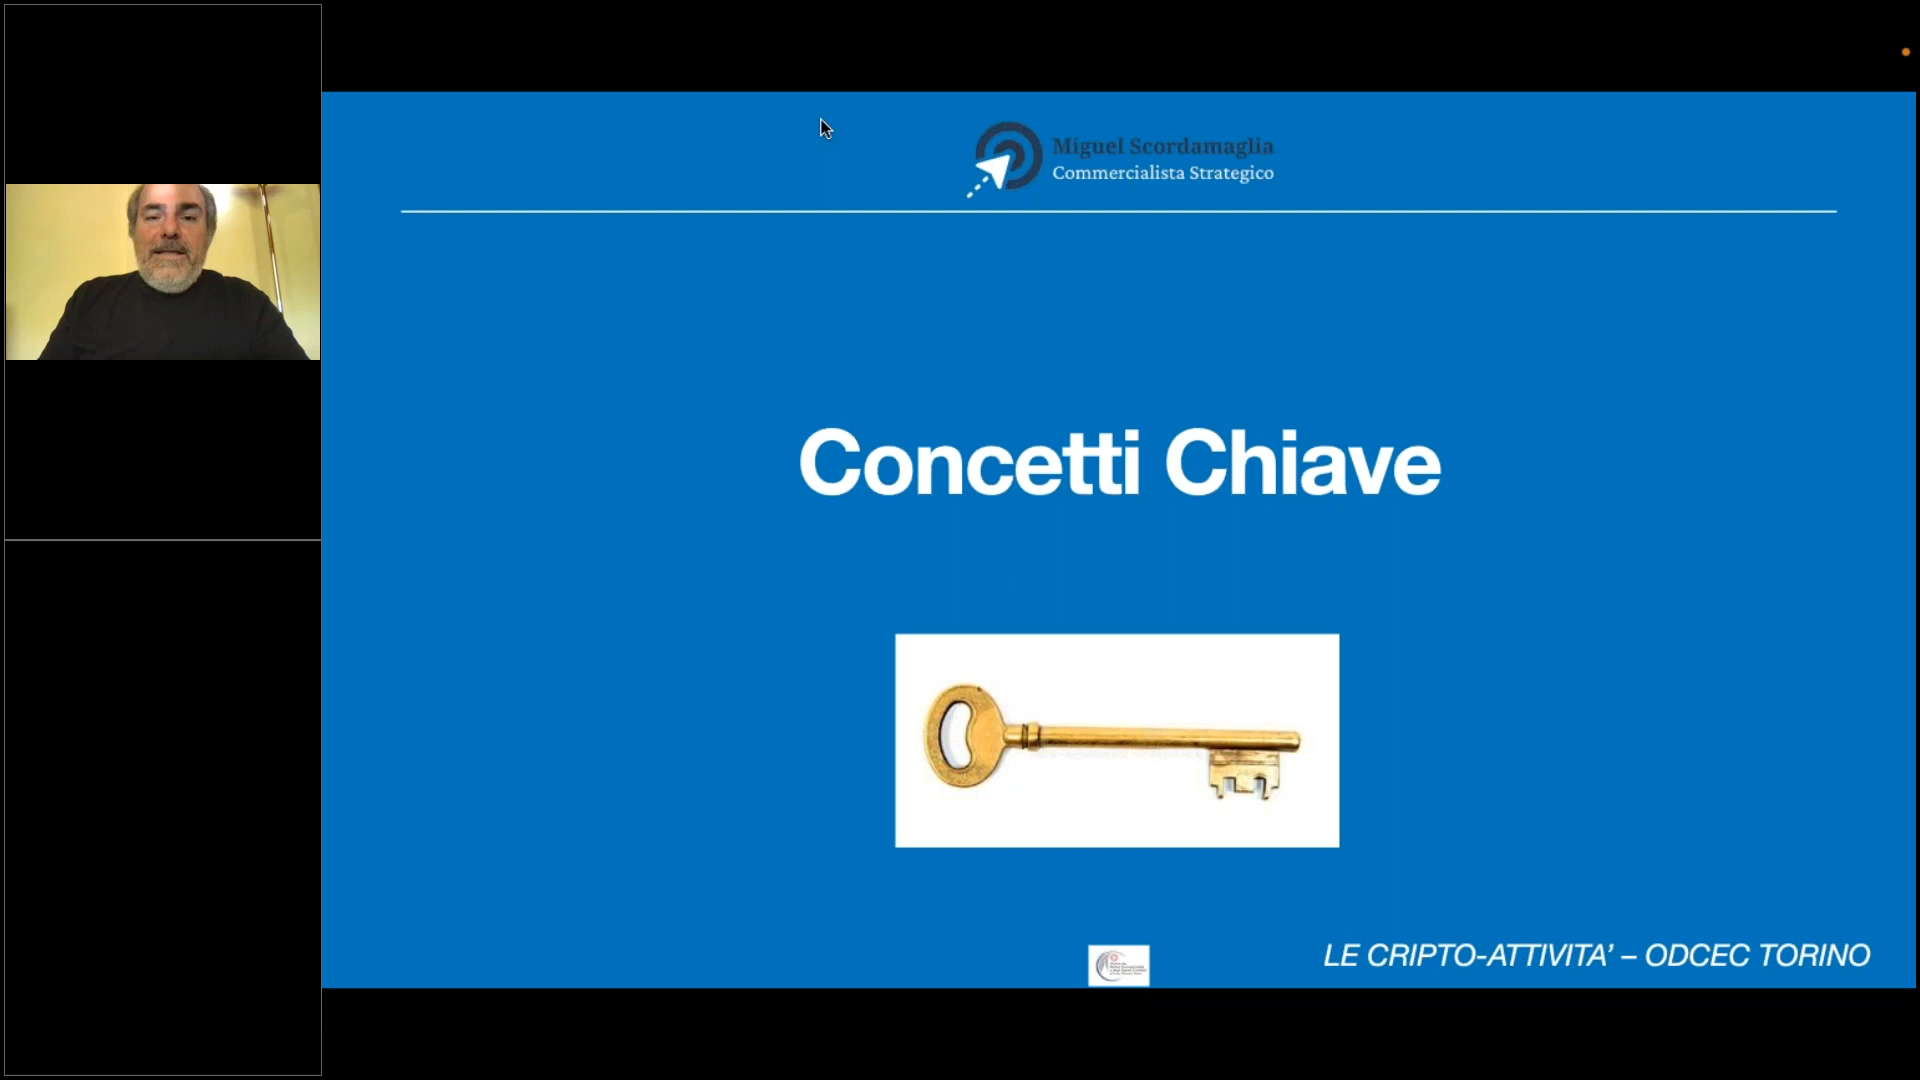 Miguel Scordamaglia
Commercialista Strategico
Concetti Chiave
LE CRIPTO-ATTIVITA’ – ODCEC TORINO